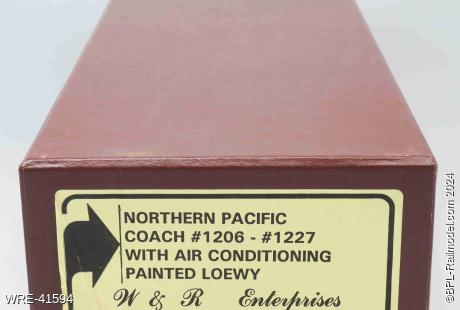 NORTHERN PACIFIC
COACH #1206 - #1227
WITH AIR CONDITIONING
PAINTED LOEWY
W & R Enterprises
WRE-41594
©BPL-Railmodel.com 2024